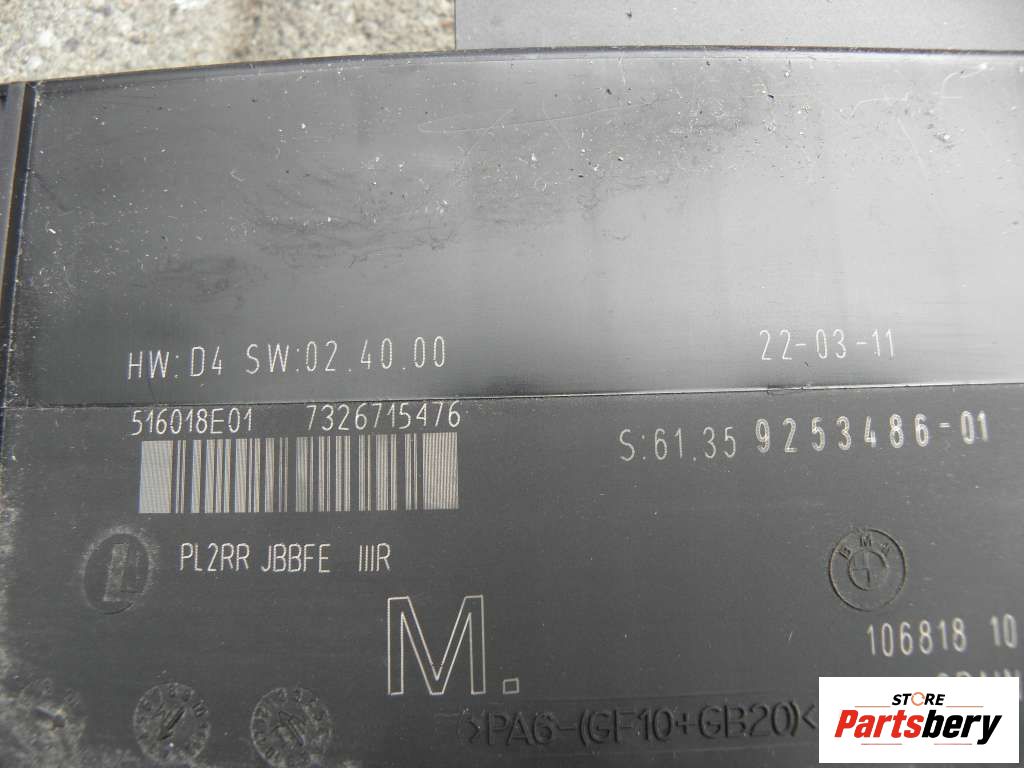 HW: D4 SW:02.40.00
22-03-11
516018E01 7326715476
S:61.35 9253486-01
PL2RR JBBFE IIIR
BMW
L
M.
106818 10
>PA6-(GF10+GB20)<
STORE
Partsbery